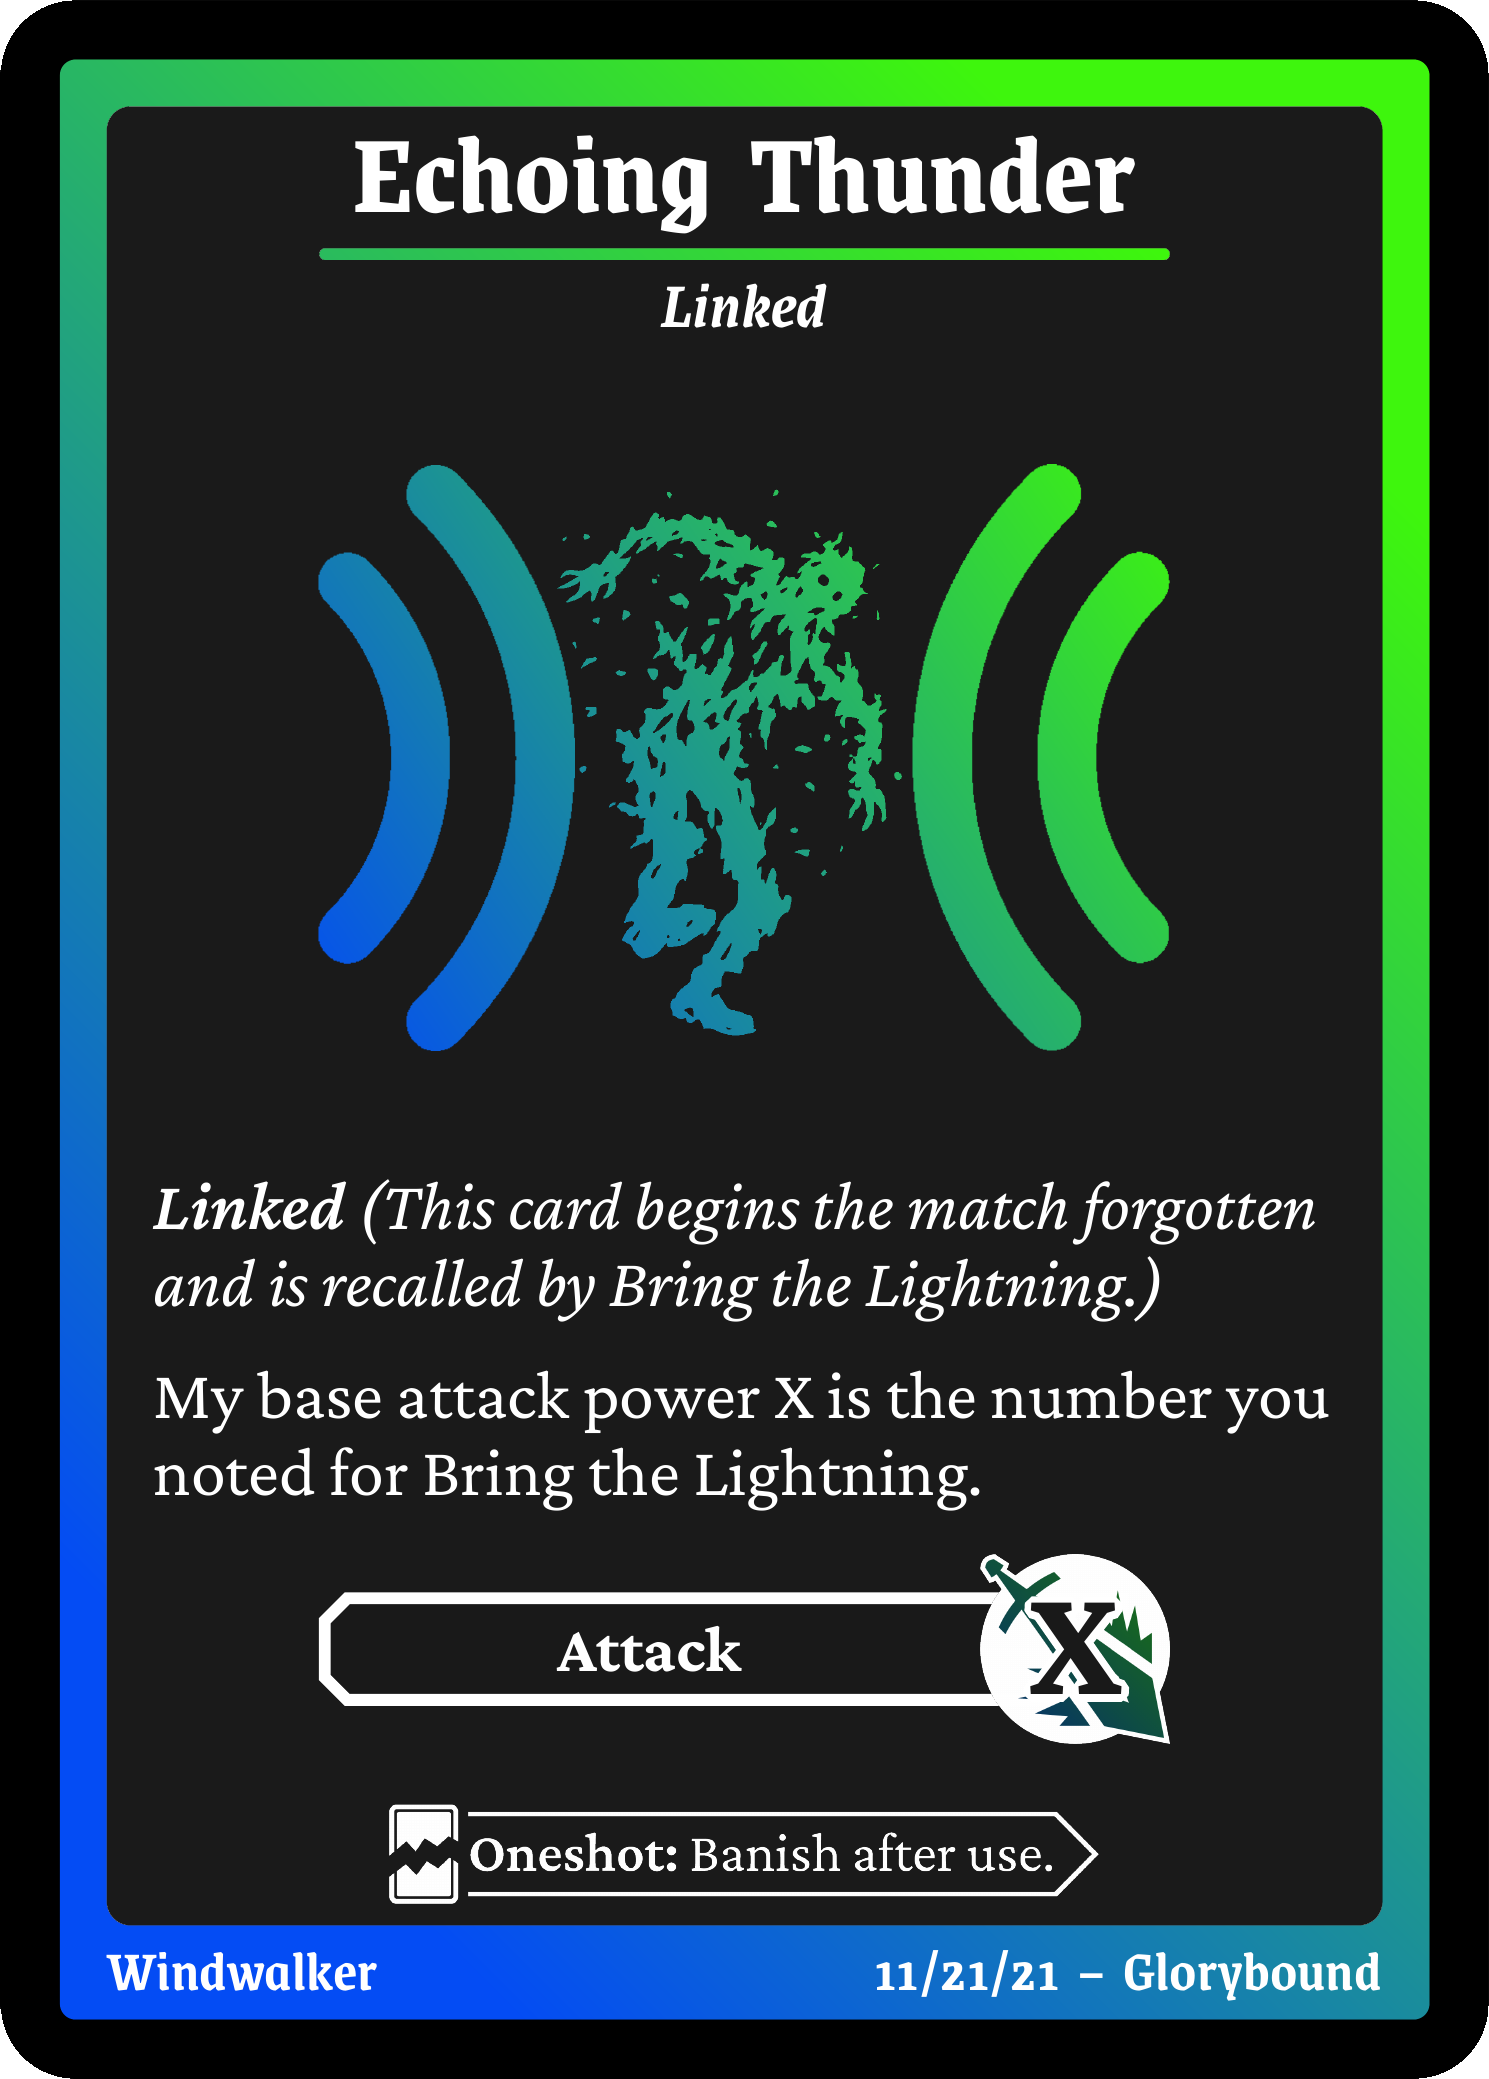 Echoing Thunder
Linked
Linked (This card begins the match forgotten
and is recalled by Bring the Lightning.)
My base attack power X is the number you
noted for Bring the Lightning.
Attack X
Oneshot: Banish after use.
Windwalker 11/21/21 – Glorybound